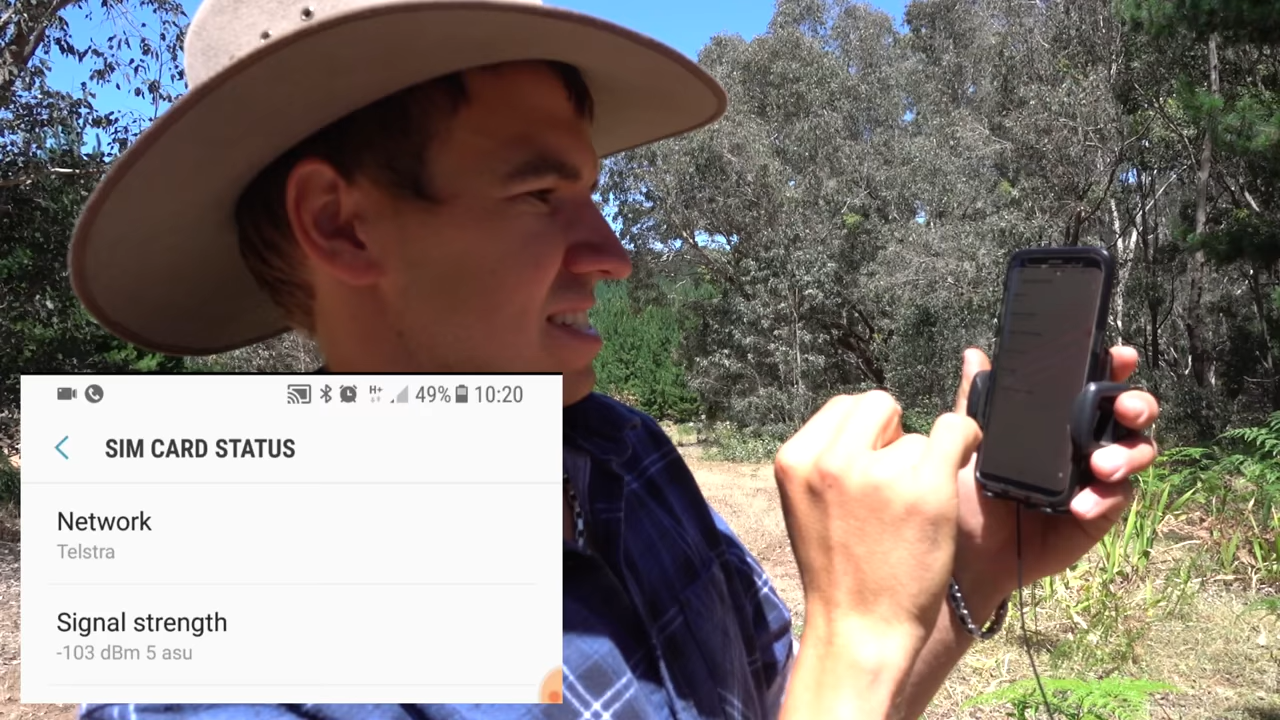 H+ 49% 10:20
SIM CARD STATUS
Network
Telstra
Signal strength
-103 dBm 5 asu